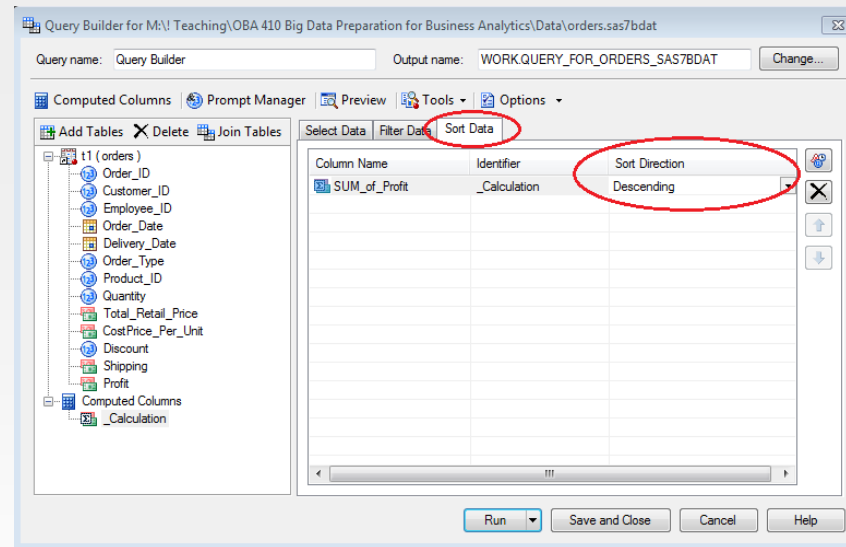 Query Builder for M:\! Teaching\OBA 410 Big Data Preparation for Business Analytics\Data\orders.sas7bdat
Query name: Query Builder Output name: WORK.QUERY_FOR_ORDERS_SAS7BDAT Change...
Computed Columns Prompt Manager Preview Tools Options
Add Tables Delete Join Tables
Select Data Filter Data Sort Data
t1 ( orders )
Order_ID
Customer_ID
Employee_ID
Order_Date
Delivery_Date
Order_Type
Product_ID
Quantity
Total_Retail_Price
CostPrice_Per_Unit
Discount
Shipping
Profit
Computed Columns
_Calculation
Column Name Identifier Sort Direction
SUM_of_Profit _Calculation Descending
Run Save and Close Cancel Help